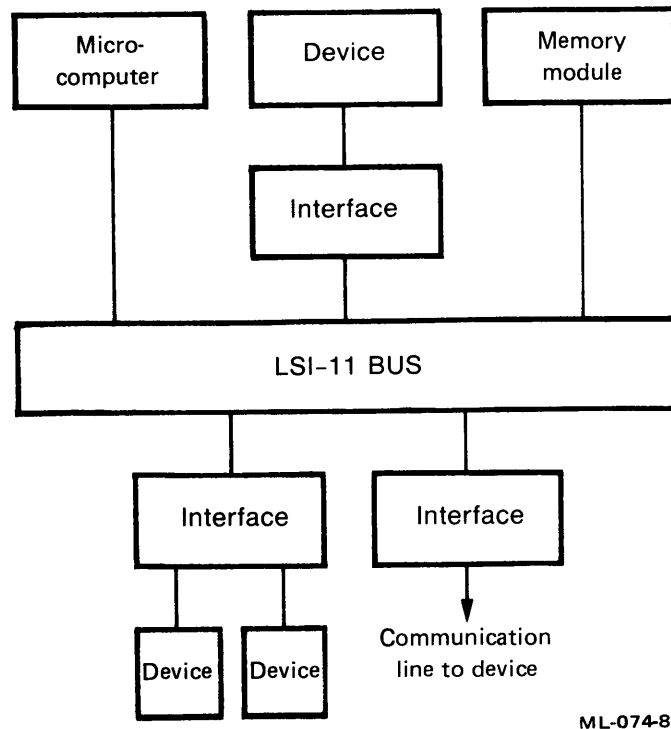 Micro-
computer
Device
Memory
module
Interface
LSI-11 BUS
Interface
Interface
Device
Device
Communication
line to device
ML-074-8